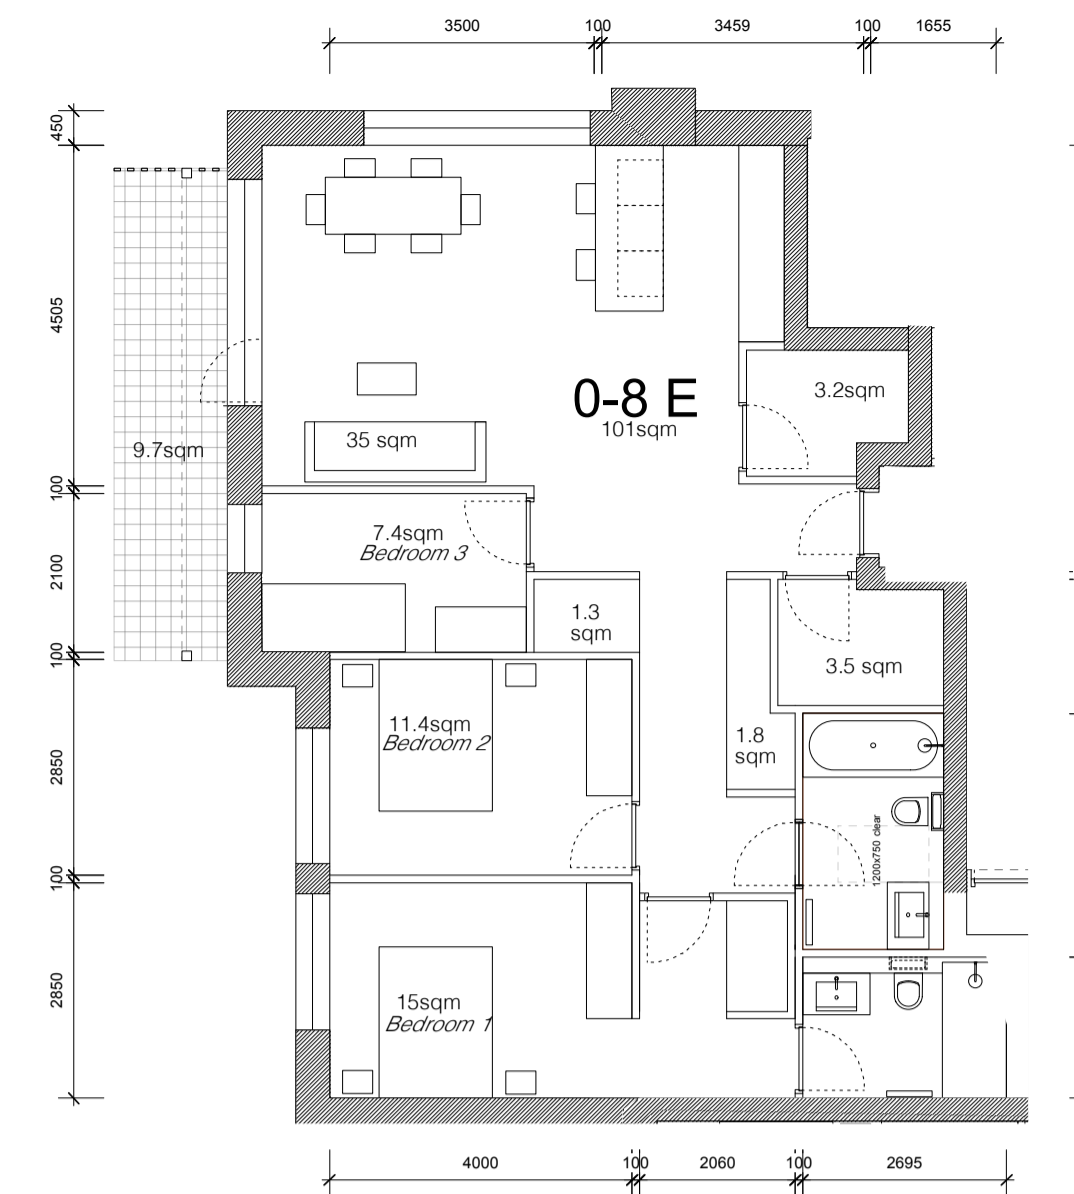 3500
100
3459
100
1655
450
4505
100
2100
100
2850
100
2850
0-8 E
101sqm
3.2sqm
35 sqm
9.7sqm
7.4sqm
Bedroom 3
1.3
sqm
3.5 sqm
11.4sqm
Bedroom 2
1.8
sqm
1200x750 clear
15sqm
Bedroom 1
4000
100
2060
100
2695